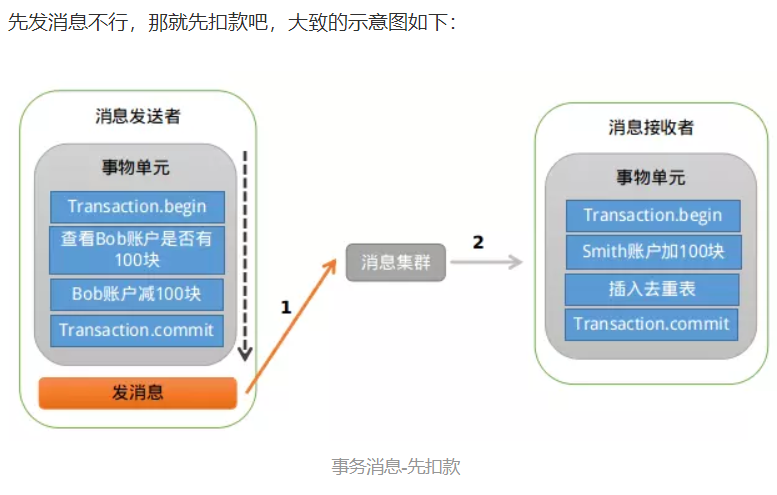 先发消息不行，那就先扣款吧，大致的示意图如下：
消息发送者
事物单元
Transaction.begin
查看Bob账户是否有
100块
Bob账户减100块
Transaction.commit
发消息
1
消息集群
2
消息接收者
事物单元
Transaction.begin
Smith账户加100块
插入去重表
Transaction.commit
事务消息-先扣款